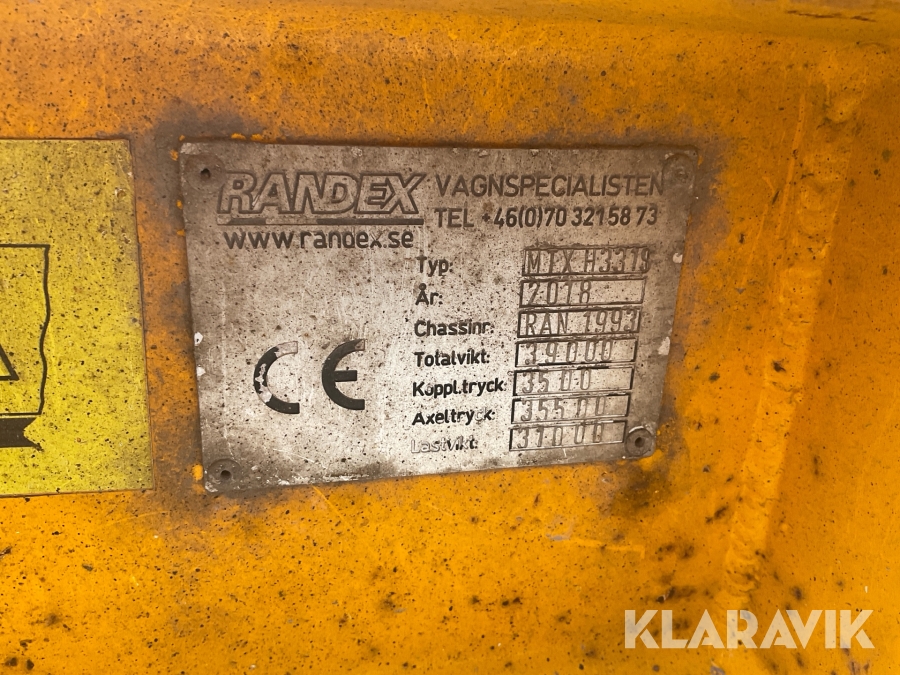 RANDEX VAGNSPECIALISTEN
www.randex.se TEL +46(0)70 321 58 73
Typ: MTX H3319
År: 2018
Chassinr: RAN 1993
Totalvikt: 39000
Koppl.tryck: 3500
Axeltryck: 35500
Lastvikt: 31000
CE
KLARAVIK